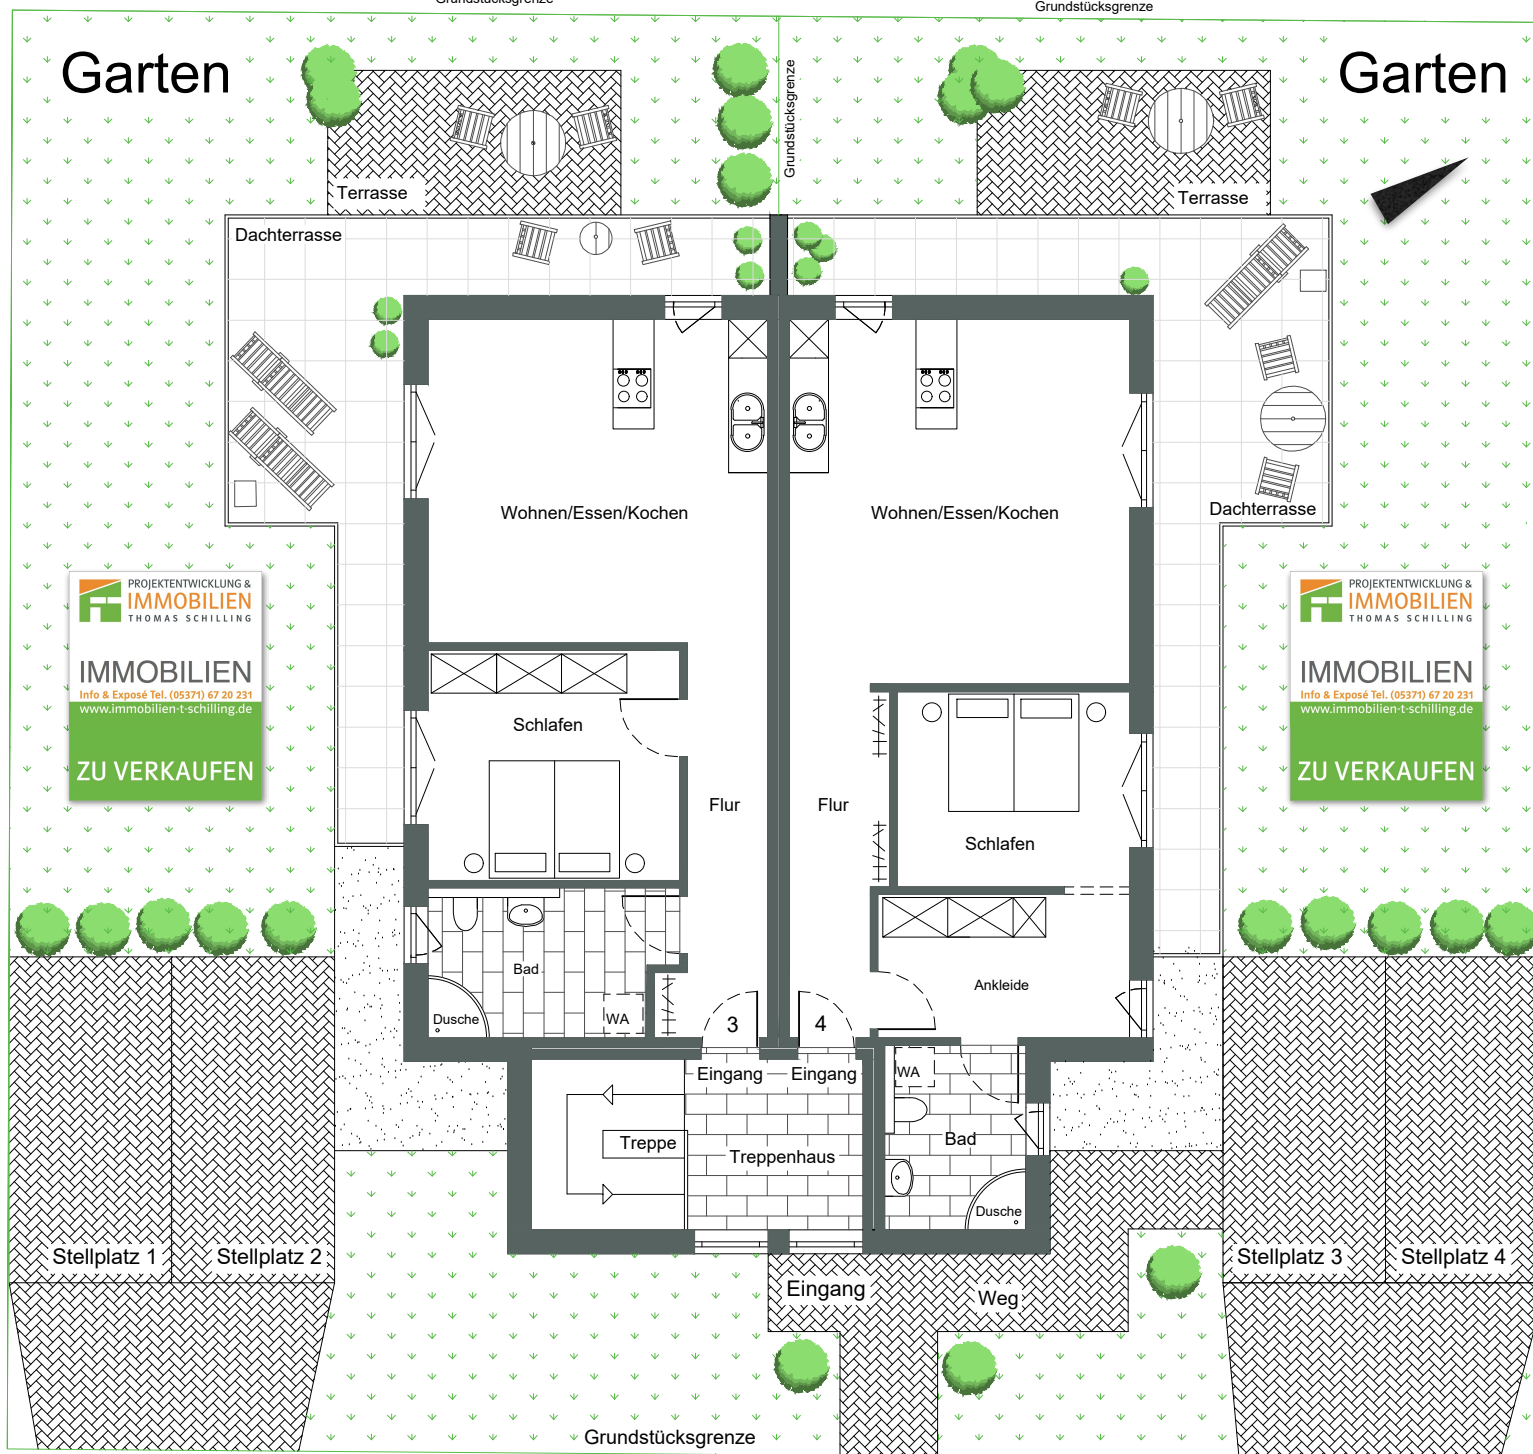 Grundstücksgrenze
Grundstücksgrenze
Garten
Garten
Grundstücksgrenze
Terrasse
Terrasse
Dachterrasse
Wohnen/Essen/Kochen
Wohnen/Essen/Kochen
Dachterrasse
PROJEKTENTWICKLUNG &
IMMOBILIEN
THOMAS SCHILLING
IMMOBILIEN
Info & Exposé Tel. (05371) 67 20 231
www.immobilien-t-schilling.de
ZU VERKAUFEN
PROJEKTENTWICKLUNG &
IMMOBILIEN
THOMAS SCHILLING
IMMOBILIEN
Info & Exposé Tel. (05371) 67 20 231
www.immobilien-t-schilling.de
ZU VERKAUFEN
Schlafen
Flur
Flur
Schlafen
Bad
Ankleide
Dusche
WA
3
4
Eingang
Eingang
WA
Treppe
Treppenhaus
Bad
Dusche
Stellplatz 1
Stellplatz 2
Stellplatz 3
Stellplatz 4
Eingang
Weg
Grundstücksgrenze